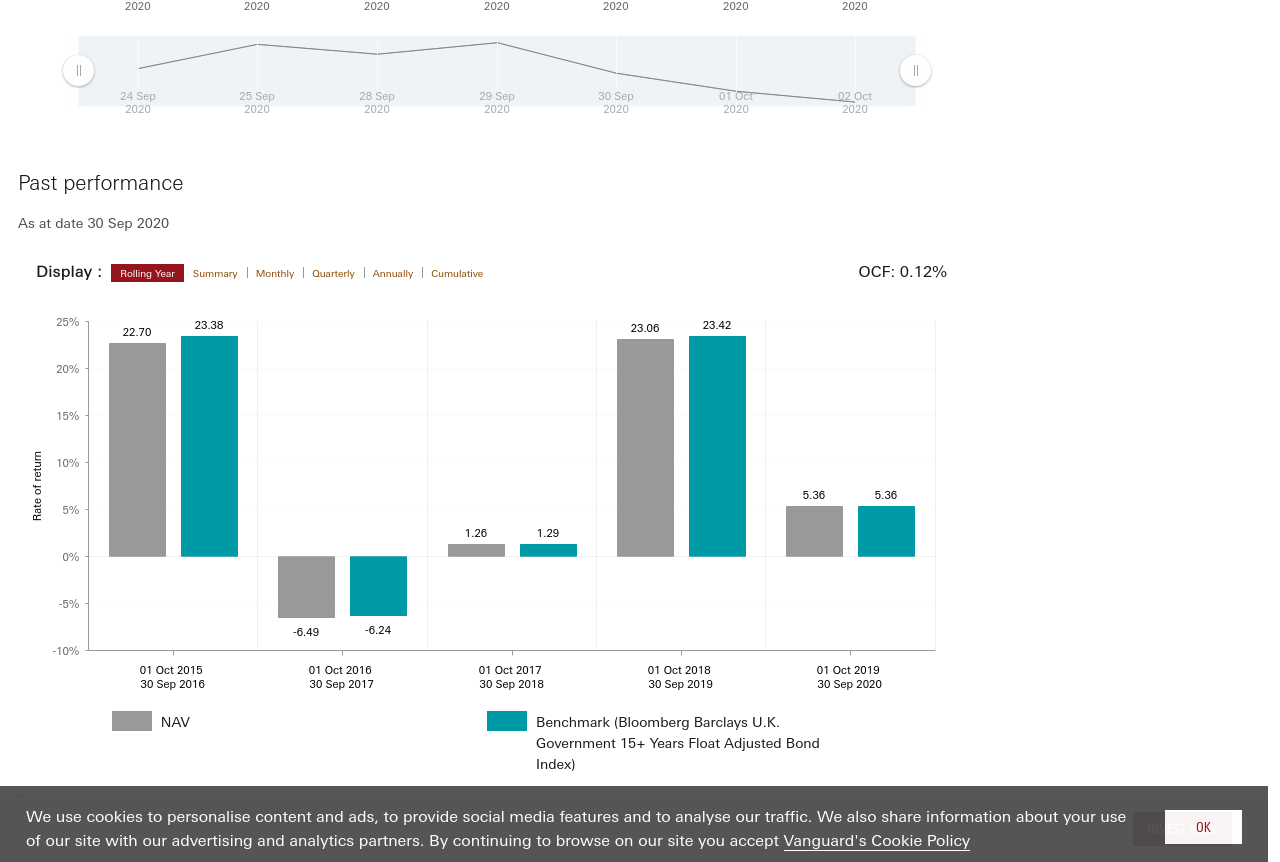 2020 2020 2020 2020 2020 2020 2020
24 Sep 25 Sep 28 Sep 29 Sep 30 Sep 01 Oct 02 Oct
2020 2020 2020 2020 2020 2020 2020
Past performance
As at date 30 Sep 2020
Display : Rolling Year Summary Monthly Quarterly Annually Cumulative OCF: 0.12%
25%
20%
15%
10%
5%
0%
-5%
-10%
Rate of return
22.70 23.38
-6.49 -6.24
1.26 1.29
23.06 23.42
5.36 5.36
01 Oct 2015 01 Oct 2016 01 Oct 2017 01 Oct 2018 01 Oct 2019
30 Sep 2016 30 Sep 2017 30 Sep 2018 30 Sep 2019 30 Sep 2020
NAV
Benchmark (Bloomberg Barclays U.K.
Government 15+ Years Float Adjusted Bond
Index)
We use cookies to personalise content and ads, to provide social media features and to analyse our traffic. We also share information about your use
of our site with our advertising and analytics partners. By continuing to browse on our site you accept Vanguard's Cookie Policy
OK